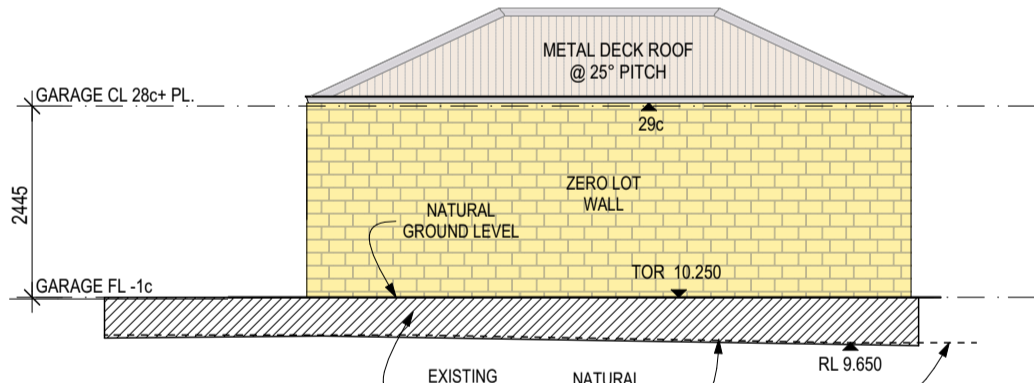 METAL DECK ROOF
@ 25° PITCH
GARAGE CL 28c+ PL.
29c
2445
ZERO LOT
WALL
NATURAL
GROUND LEVEL
TOR 10.250
GARAGE FL -1c
RL 9.650
EXISTING
NATURAL